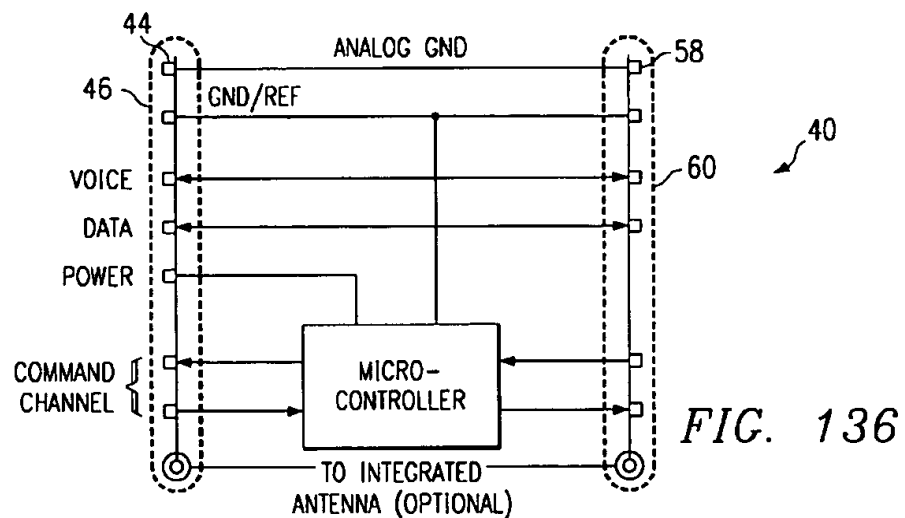 44
ANALOG GND
58
46
GND/REF
40
60
VOICE
DATA
POWER
COMMAND
CHANNEL
MICRO-
CONTROLLER
FIG. 136
TO INTEGRATED
ANTENNA (OPTIONAL)